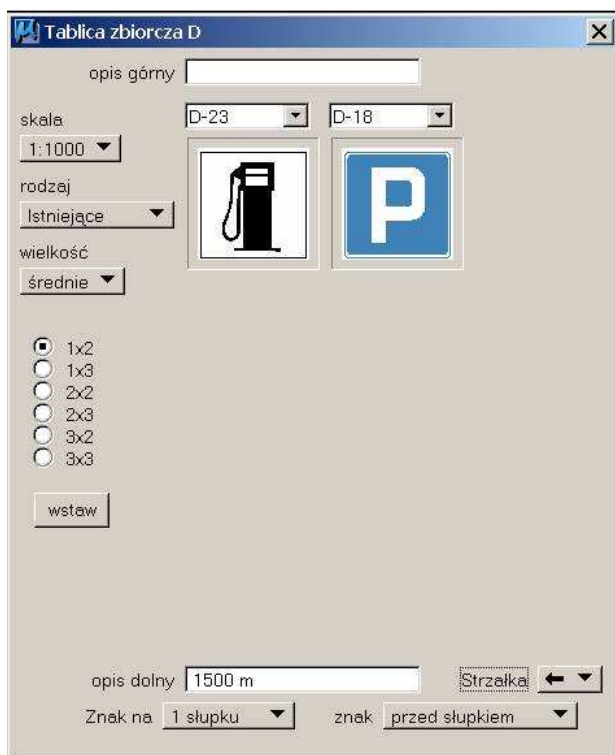 Tablica zbiorcza D
opis górny
skala
D-23 D-18
1:1000
rodzaj
Istniejące
P
wielkość
średnie
1x2
1x3
2x2
2x3
3x2
3x3
wstaw
opis dolny 1500 m Strzałka
Znak na 1 słupku znak przed słupkiem